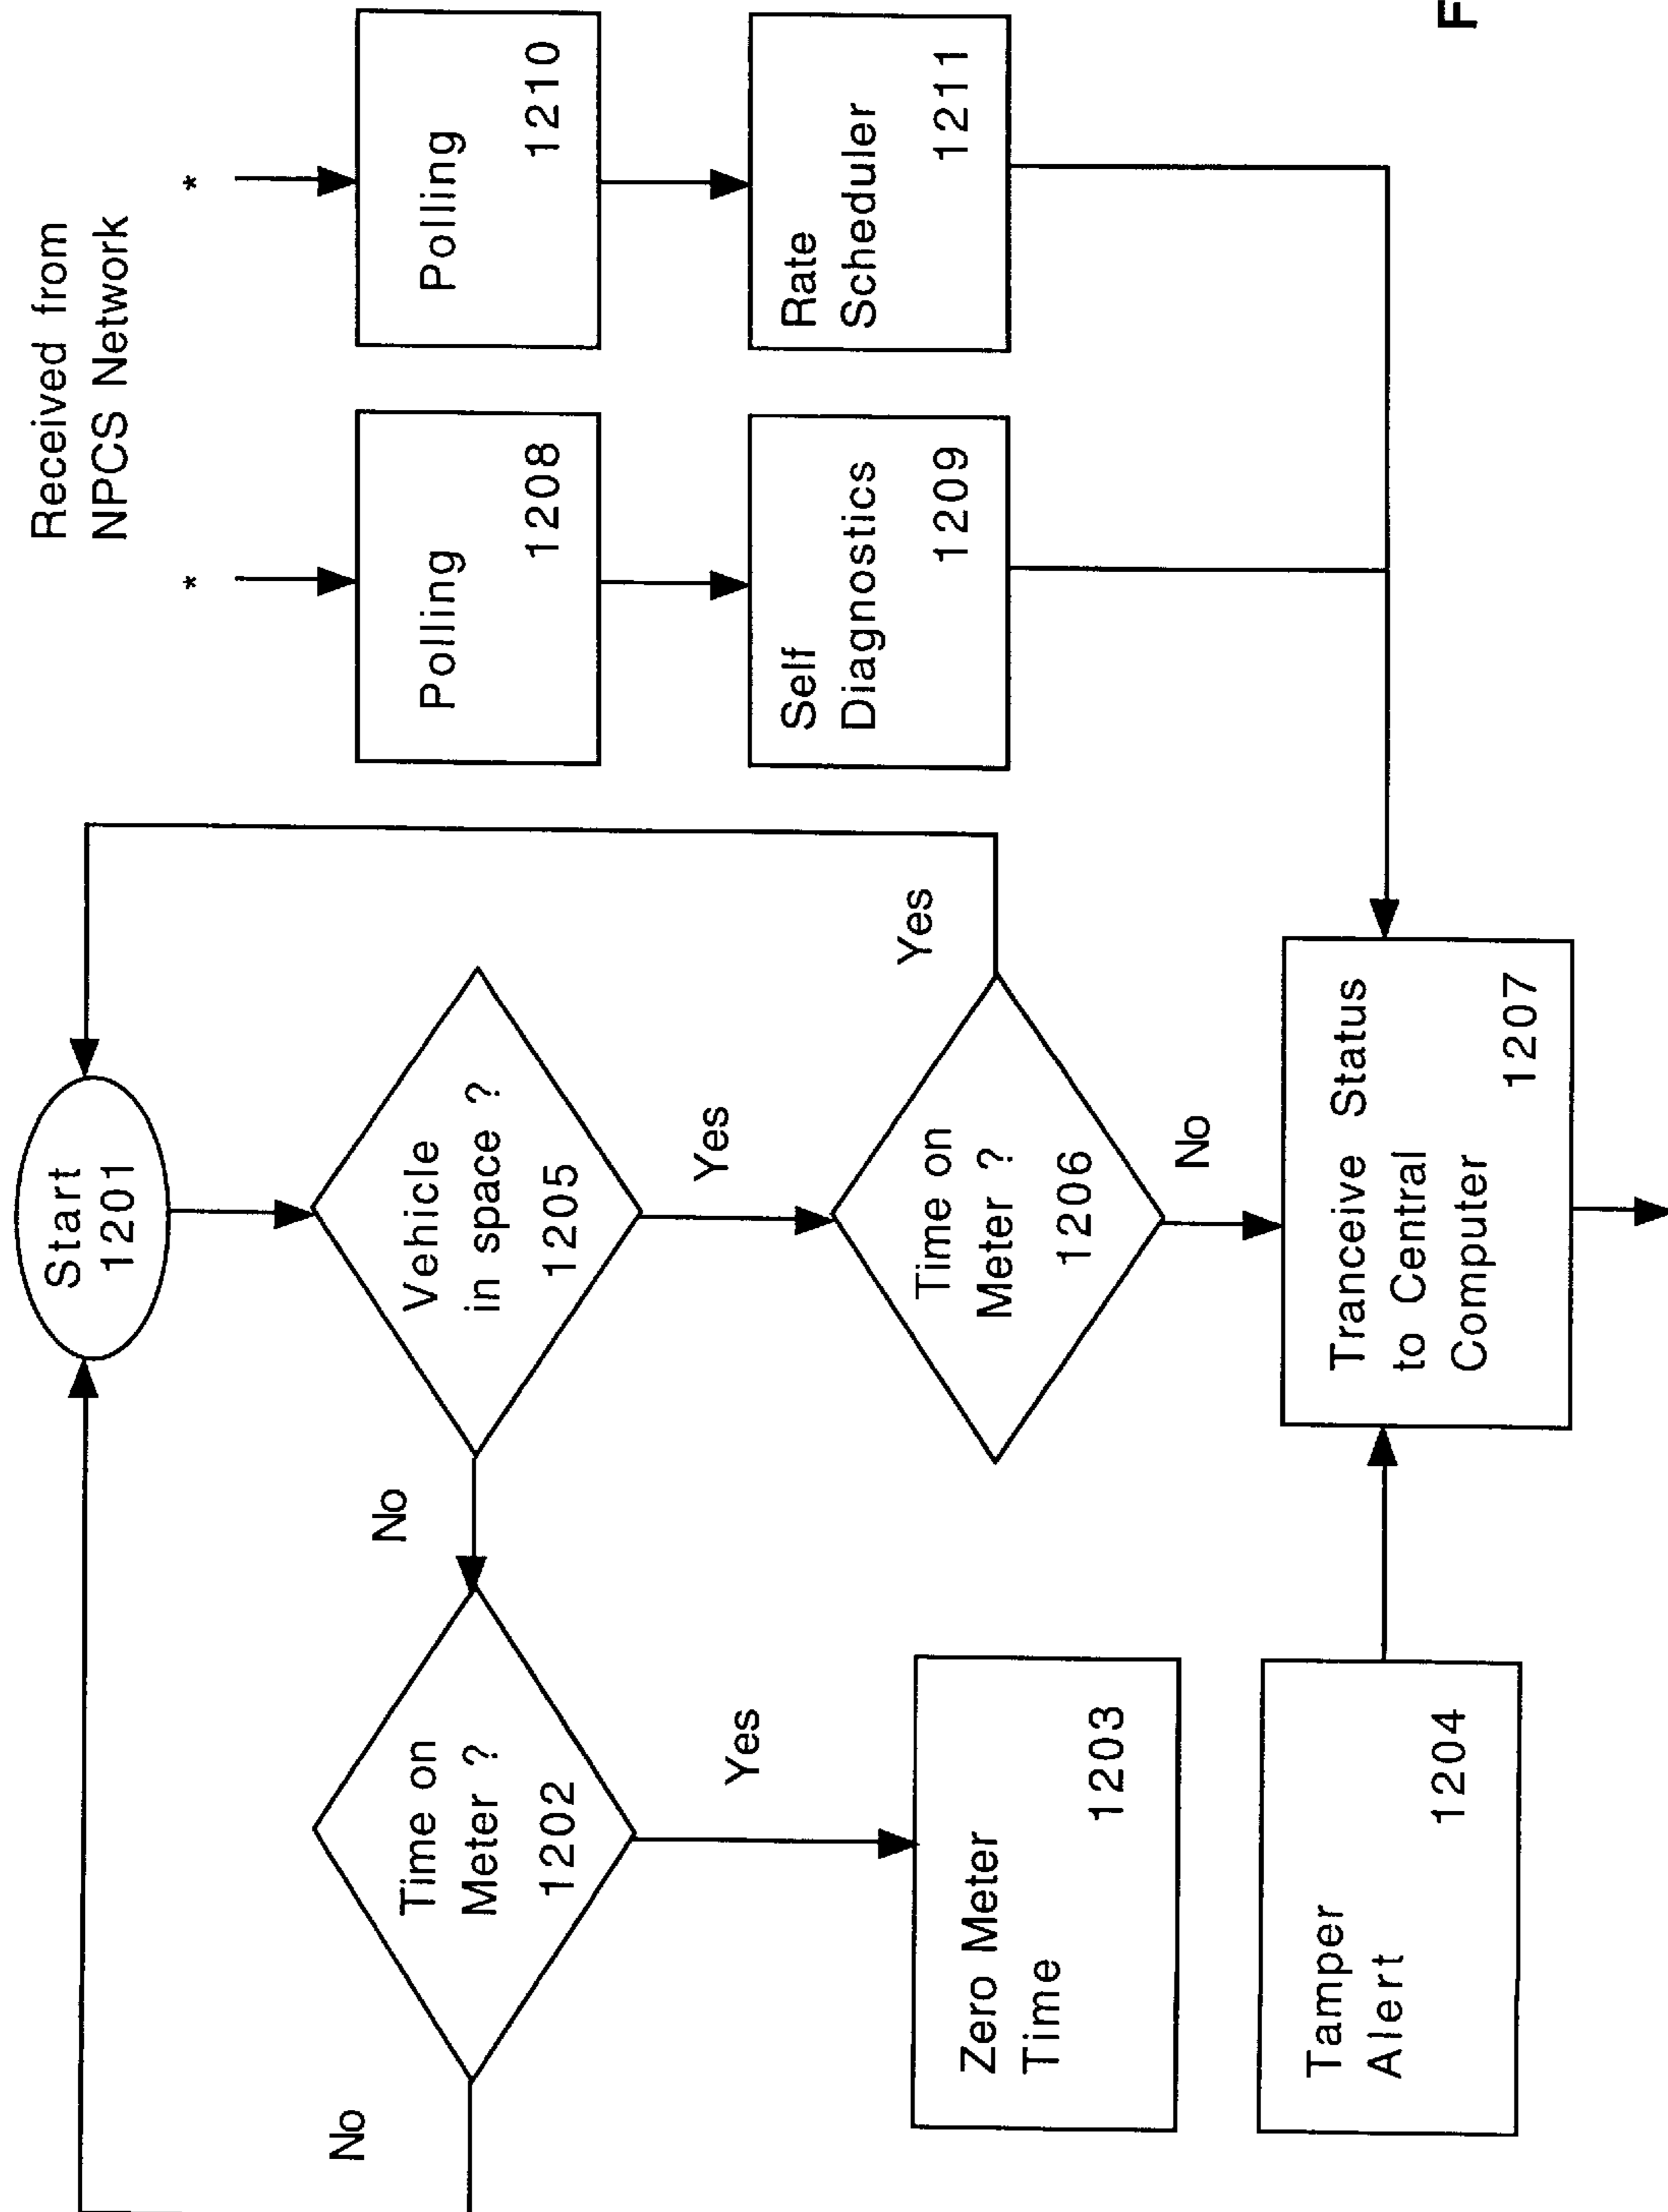 Start
1201
Received from
NPCS Network
*
*
No
Time on
Meter ?
1202
No
Vehicle
in space ?
1205
Polling
1208
Polling
1210
Yes
Yes
Zero Meter
Time
1203
Time on
Meter ?
1206
Yes
Self
Diagnostics
1209
Rate
Scheduler
1211
No
Tamper
Alert
1204
Tranceive Status
to Central
Computer
1207
F